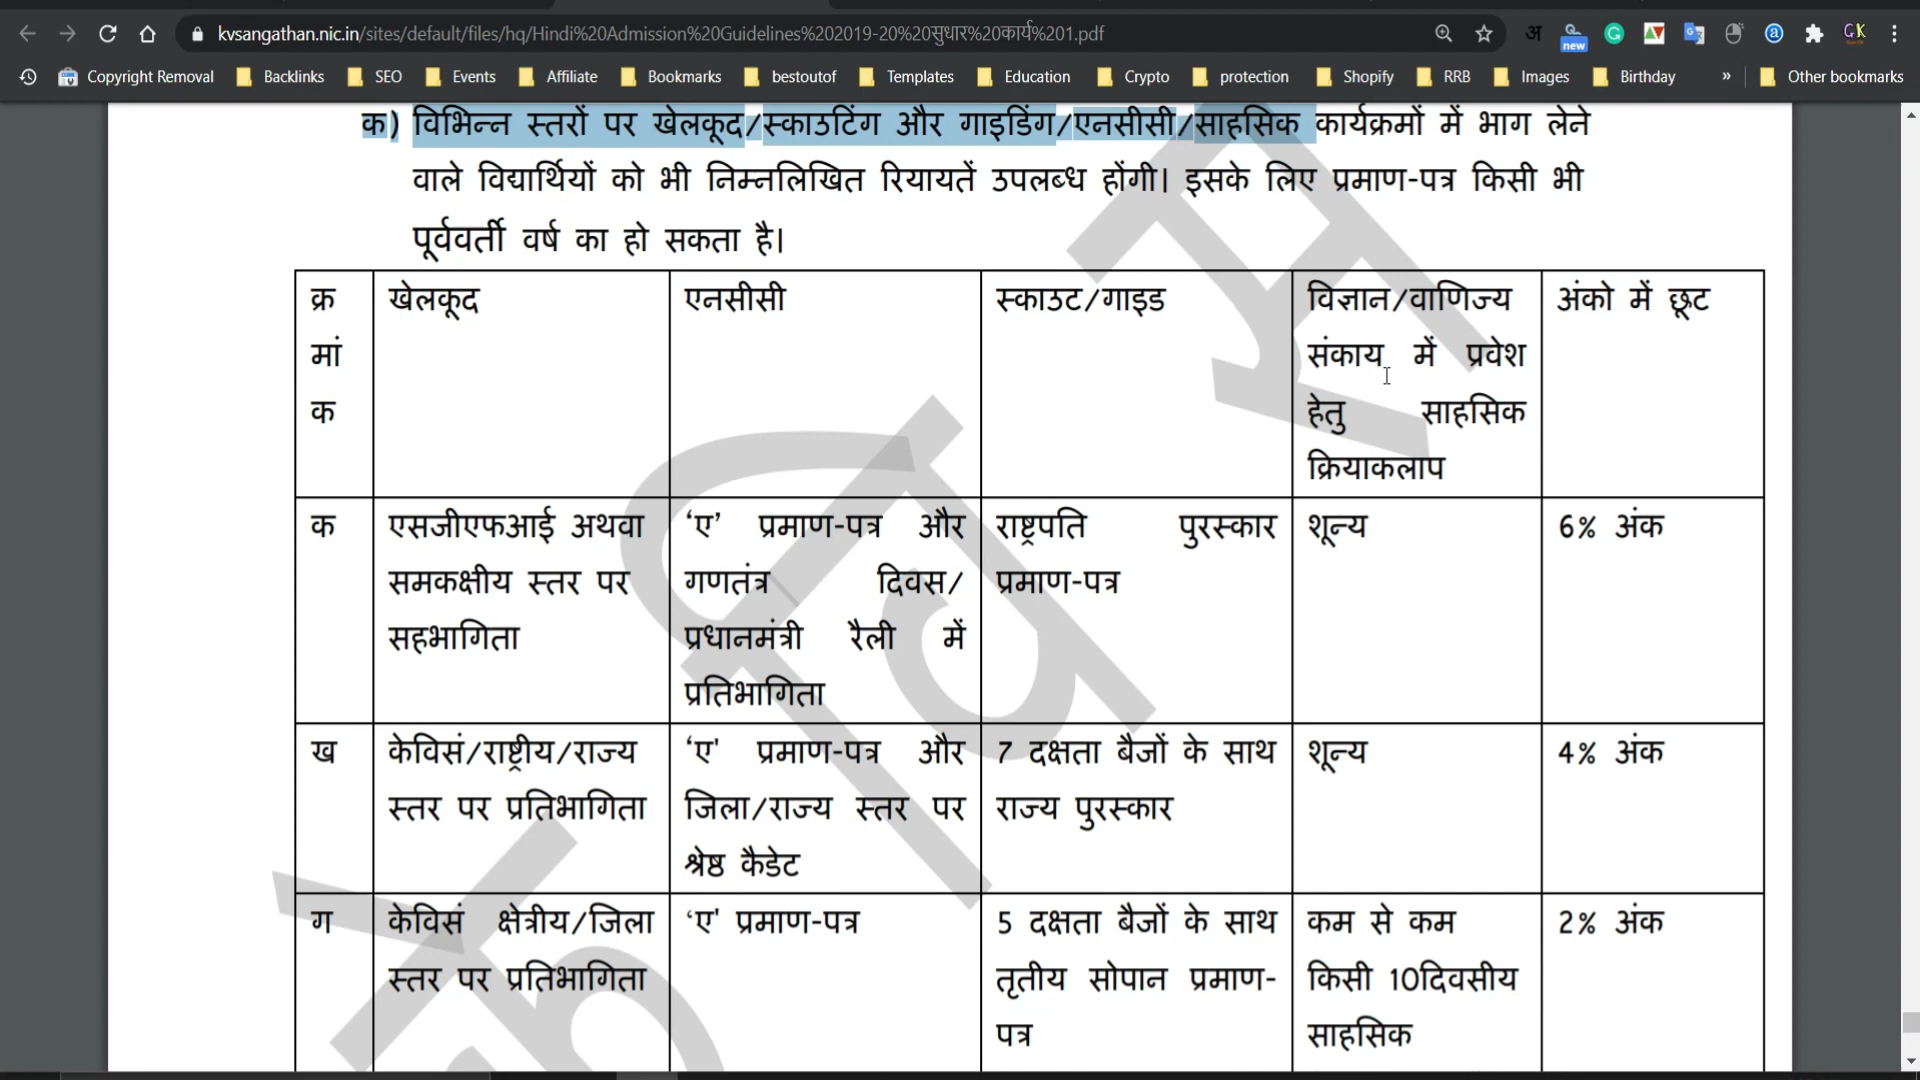 kvsangathan.nic.in/sites/default/files/hq/Hindi%20Admission%20Guidelines%202019-20%20सुधार%20कार्य%201.pdf
अ
new
G
a
GK
Copyright Removal
Backlinks
SEO
Events
Affiliate
Bookmarks
bestoutof
Templates
Education
Crypto
protection
Shopify
RRB
Images
Birthday
»
Other bookmarks
क) विभिन्न स्तरों पर खेलकूद/स्काउटिंग और गाइडिंग/एनसीसी/साहसिक कार्यक्रमों में भाग लेने
वाले विद्यार्थियों को भी निम्नलिखित रियायतें उपलब्ध होंगी। इसके लिए प्रमाण-पत्र किसी भी
पूर्ववर्ती वर्ष का हो सकता है।
क्र
मां
क
खेलकूद
एनसीसी
स्काउट/गाइड
विज्ञान/वाणिज्य
संकाय में प्रवेश
हेतु साहसिक
क्रियाकलाप
अंको में छूट
क
एसजीएफआई अथवा
समकक्षीय स्तर पर
सहभागिता
‘ए’ प्रमाण-पत्र और
गणतंत्र दिवस/
प्रधानमंत्री रैली में
प्रतिभागिता
राष्ट्रपति पुरस्कार
प्रमाण-पत्र
शून्य
6% अंक
ख
केविसं/राष्ट्रीय/राज्य
स्तर पर प्रतिभागिता
‘ए' प्रमाण-पत्र और
जिला/राज्य स्तर पर
श्रेष्ठ कैडेट
7 दक्षता बैजों के साथ
राज्य पुरस्कार
शून्य
4% अंक
ग
केविसं क्षेत्रीय/जिला
स्तर पर प्रतिभागिता
‘ए' प्रमाण-पत्र
5 दक्षता बैजों के साथ
तृतीय सोपान प्रमाण-
पत्र
कम से कम
किसी 10दिवसीय
साहसिक
2% अंक